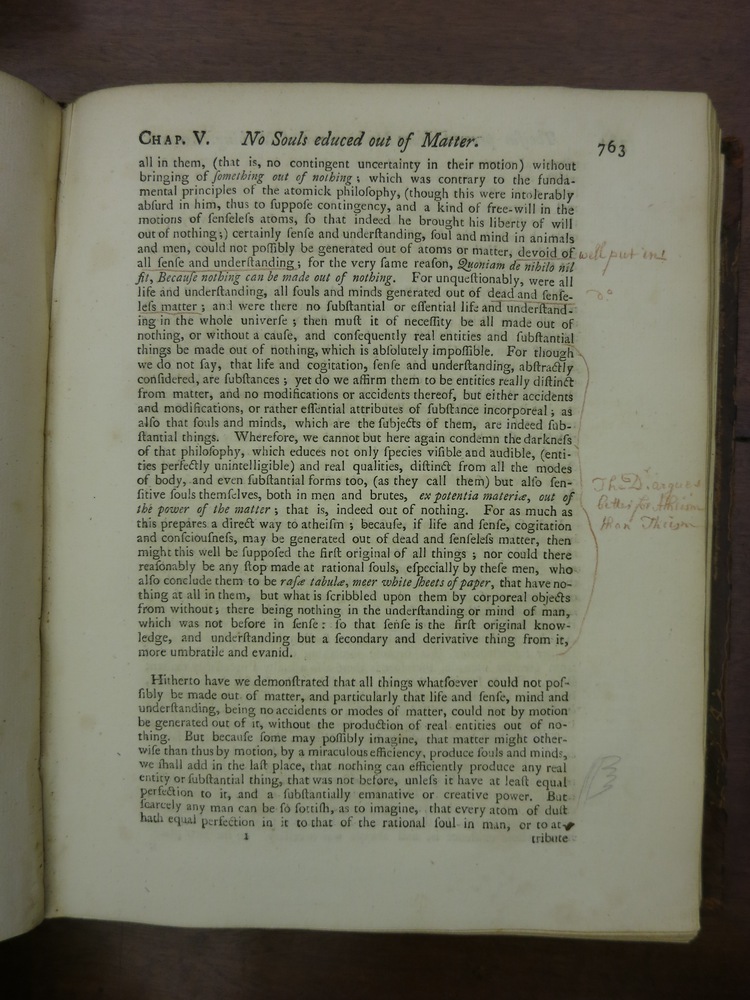 CHAP. V. No Souls educed out of Matter. 763
all in them, (that is, no contingent uncertainty in their motion) without
bringing of ſomething out of nothing ; which was contrary to the funda-
mental principles of the atomick philoſophy, (though this were intolerably
abſurd in him, thus to ſuppoſe contingency, and a kind of free-will in the
motions of ſenſeleſs atoms, ſo that indeed he brought his liberty of will
out of nothing ;) certainly ſenſe and underſtanding, ſoul and mind in animals
and men, could not poſſibly be generated out of atoms or matter, devoid of
will put in
all ſenſe and underſtanding ; for the very ſame reaſon, Quoniam de nihilo nil
fit, Becauſe nothing can be made out of nothing. For unqueſtionably, were all
life and underſtanding, all ſouls and minds generated out of dead and ſenſe-
do
leſs matter ; and were there no ſubſtantial or eſſential life and underſtand-
ing in the whole univerſe ; then muſt it of neceſſity be all made out of
nothing, or without a cauſe, and conſequently real entities and ſubſtantial
things be made out of nothing, which is abſolutely impoſſible. For though
we do not ſay, that life and cogitation, ſenſe and underſtanding, abſtractly
conſidered, are ſubſtances ; yet do we affirm them to be entities really diſtinct
from matter, and no modifications or accidents thereof, but either accidents
and modifications, or rather eſſential attributes of ſubſtance incorporeal ; as
alſo that ſouls and minds, which are the ſubjects of them, are indeed ſub-
ſtantial things. Wherefore, we cannot but here again condemn the darkneſs
of that philoſophy, which educes not only ſpecies viſible and audible, (enti-
ties perfectly unintelligible) and real qualities, diſtinct from all the modes
of body, and even ſubſtantial forms too, (as they call them) but alſo ſen-
ſitive ſouls themſelves, both in men and brutes, ex potentia materiæ, out of
the power of the matter ; that is, indeed out of nothing. For as much as
this prepares a direct way to atheiſm ; becauſe, if life and ſenſe, cogitation
and conſciouſneſs, may be generated out of dead and ſenſeleſs matter, then
might this well be ſuppoſed the firſt original of all things ; nor could there
reaſonably be any ſtop made at rational ſouls, eſpecially by theſe men, who
alſo conclude them to be raſæ tabulæ, meer white ſheets of paper, that have no-
thing at all in them, but what is ſcribbled upon them by corporeal objects
from without ; there being nothing in the underſtanding or mind of man,
which was not before in ſenſe : ſo that ſenſe is the firſt original know-
ledge, and underſtanding but a ſecondary and derivative thing from it,
more umbratile and evanid.
The Dr. argues
better for Atheism
than Theism
Hitherto have we demonſtrated that all things whatſoever could not poſ-
ſibly be made out of matter, and particularly that life and ſenſe, mind and
underſtanding, being no accidents or modes of matter, could not by motion
be generated out of it, without the production of real entities out of no-
thing. But becauſe ſome may poſſibly imagine, that matter might other-
wiſe than thus by motion, by a miraculous efficiency, produce ſouls and minds,
we ſhall add in the laſt place, that nothing can efficiently produce any real
entity or ſubſtantial thing, that was not before, unleſs it have at leaſt equal
perfection to it, and a ſubſtantially emanative or creative power. But
ſcarcely any man can be ſo ſottiſh, as to imagine, that every atom of duſt
hath equal perfection in it to that of the rational ſoul in man, or to at-
1 tribute